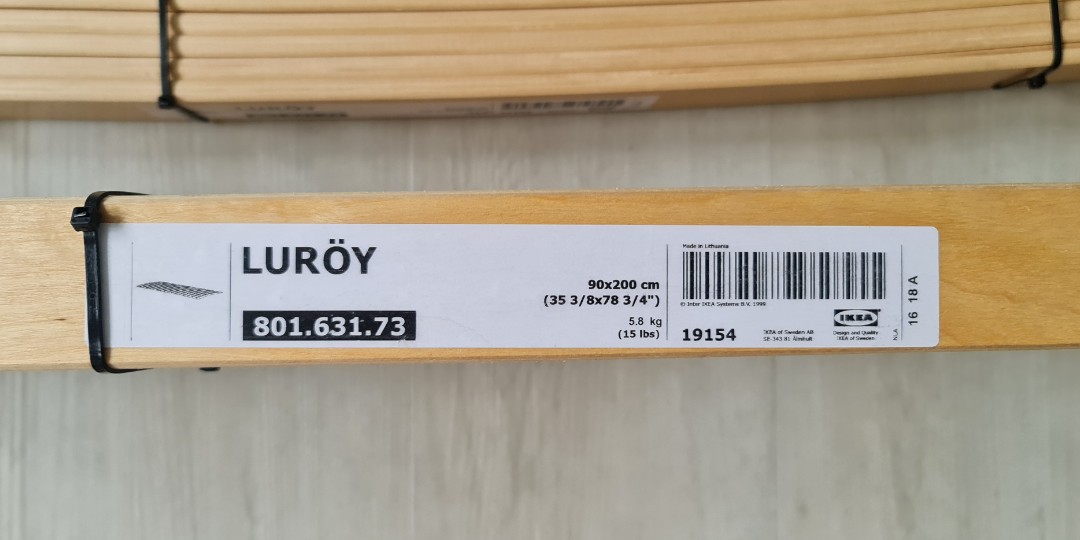 LURÖY
LURÖY
801.631.73
90x200 cm
(35 3/8x78 3/4")
5.8 kg
(15 lbs)
Made in Lithuania
© Inter IKEA Systems B.V. 1999
19154
IKEA of Sweden AB
SE-343 81 Älmhult
IKEA
Design and Quality
IKEA of Sweden
NLA
16 18 A